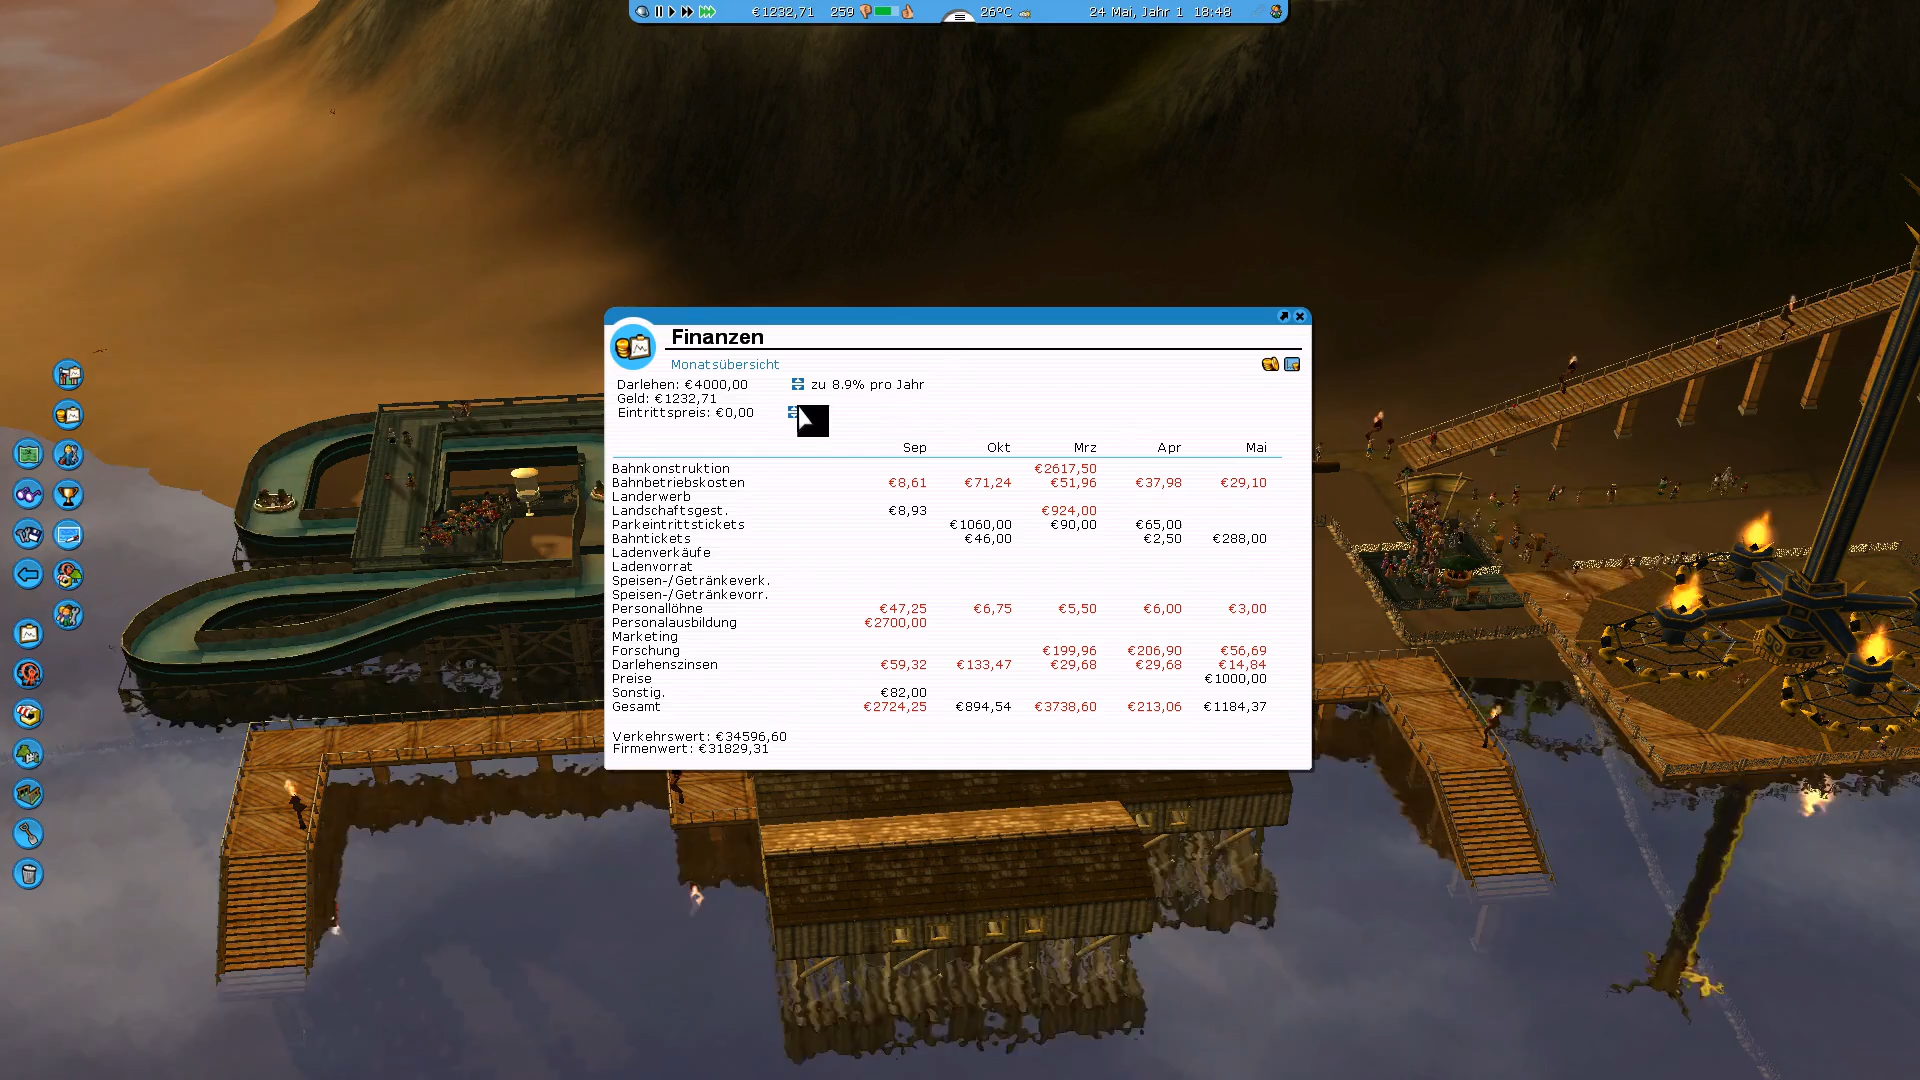 €1232,71 259 26°C 24 Mai, Jahr 1 18:48
Finanzen
Monatsübersicht
Darlehen: €4000,00 zu 8.9% pro Jahr
Geld: €1232,71
Eintrittspreis: €0,00
Sep Okt Mrz Apr Mai
Bahnkonstruktion €2617,50
Bahnbetriebskosten €8,61 €71,24 €51,96 €37,98 €29,10
Landerwerb
Landschaftsgest. €8,93 €924,00
Parkeintrittstickets €1060,00 €90,00 €65,00
Bahntickets €46,00 €2,50 €288,00
Ladenverkäufe
Ladenvorrat
Speisen-/Getränkeverk.
Speisen-/Getränkevorr.
Personallöhne €47,25 €6,75 €5,50 €6,00 €3,00
Personalausbildung €2700,00
Marketing
Forschung €199,96 €206,90 €56,69
Darlehenszinsen €59,32 €133,47 €29,68 €29,68 €14,84
Preise €1000,00
Sonstig. €82,00
Gesamt €2724,25 €894,54 €3738,60 €213,06 €1184,37
Verkehrswert: €34596,60
Firmenwert: €31829,31